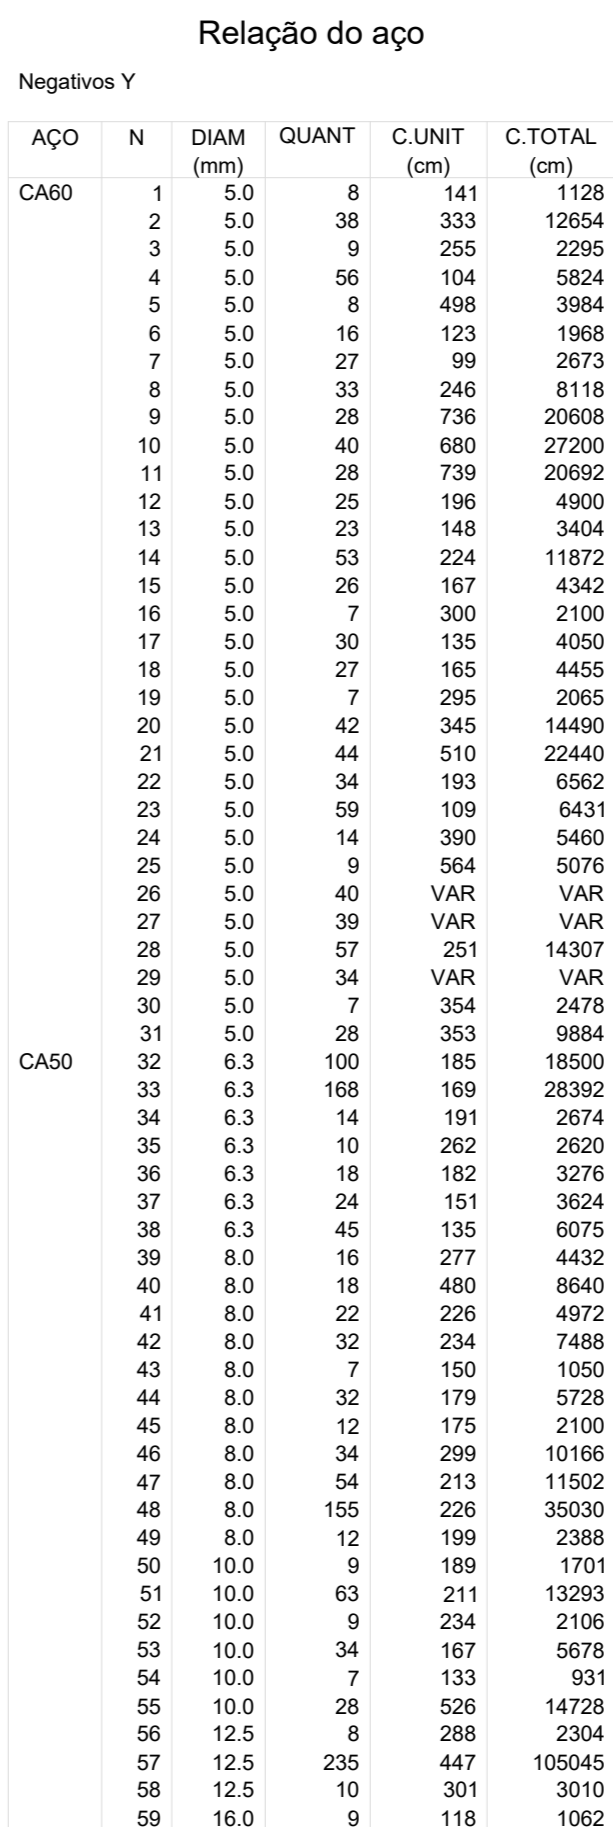 Relação do aço
Negativos Y
AÇO N DIAM QUANT C.UNIT C.TOTAL
(mm) (cm) (cm)
CA60 1 5.0 8 141 1128
2 5.0 38 333 12654
3 5.0 9 255 2295
4 5.0 56 104 5824
5 5.0 8 498 3984
6 5.0 16 123 1968
7 5.0 27 99 2673
8 5.0 33 246 8118
9 5.0 28 736 20608
10 5.0 40 680 27200
11 5.0 28 739 20692
12 5.0 25 196 4900
13 5.0 23 148 3404
14 5.0 53 224 11872
15 5.0 26 167 4342
16 5.0 7 300 2100
17 5.0 30 135 4050
18 5.0 27 165 4455
19 5.0 7 295 2065
20 5.0 42 345 14490
21 5.0 44 510 22440
22 5.0 34 193 6562
23 5.0 59 109 6431
24 5.0 14 390 5460
25 5.0 9 564 5076
26 5.0 40 VAR VAR
27 5.0 39 VAR VAR
28 5.0 57 251 14307
29 5.0 34 VAR VAR
30 5.0 7 354 2478
31 5.0 28 353 9884
CA50 32 6.3 100 185 18500
33 6.3 168 169 28392
34 6.3 14 191 2674
35 6.3 10 262 2620
36 6.3 18 182 3276
37 6.3 24 151 3624
38 6.3 45 135 6075
39 8.0 16 277 4432
40 8.0 18 480 8640
41 8.0 22 226 4972
42 8.0 32 234 7488
43 8.0 7 150 1050
44 8.0 32 179 5728
45 8.0 12 175 2100
46 8.0 34 299 10166
47 8.0 54 213 11502
48 8.0 155 226 35030
49 8.0 12 199 2388
50 10.0 9 189 1701
51 10.0 63 211 13293
52 10.0 9 234 2106
53 10.0 34 167 5678
54 10.0 7 133 931
55 10.0 28 526 14728
56 12.5 8 288 2304
57 12.5 235 447 105045
58 12.5 10 301 3010
59 16.0 9 118 1062